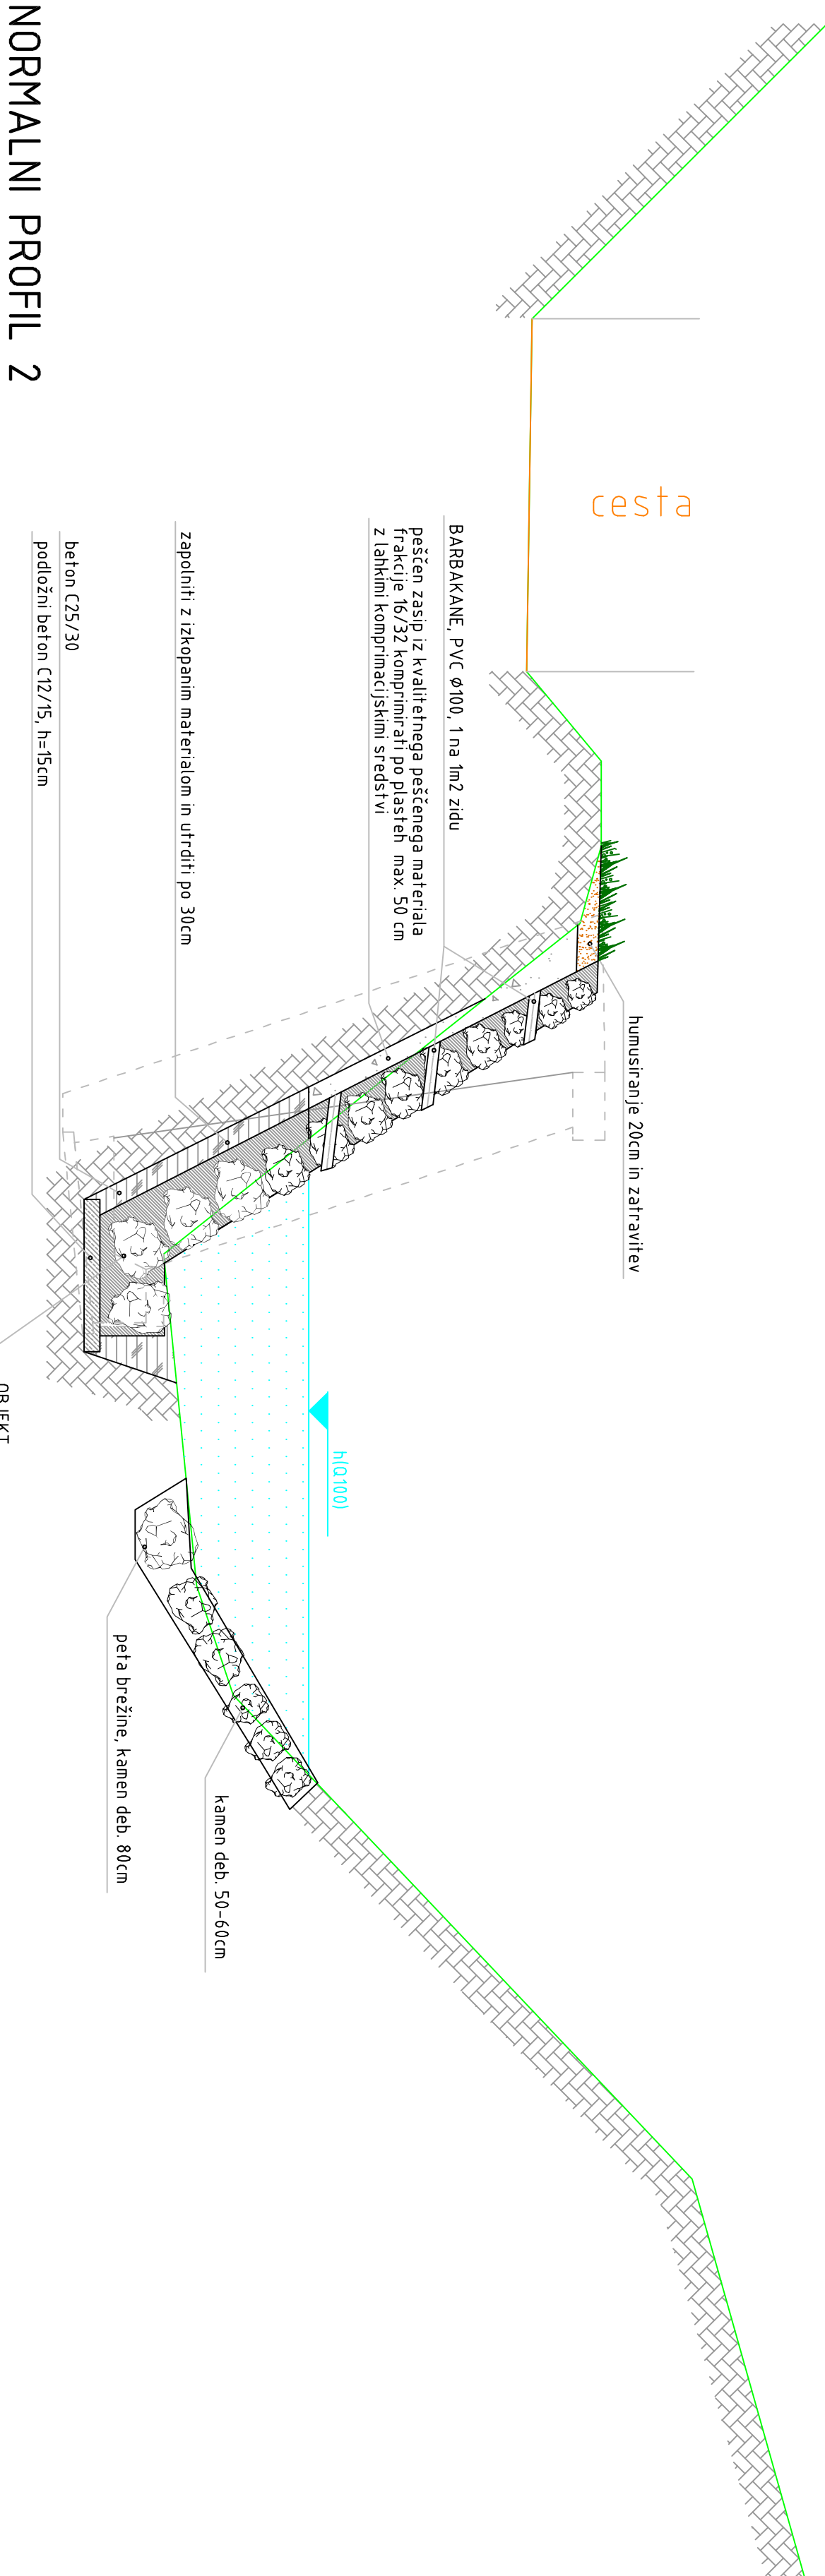 NORMALNI PROFIL 2
cesta
humusiranje 20cm in zatravitev
BARBAKANE, PVC Ø100, 1 na 1m2 zidu
peščen zasip iz kvalitetnega peščenega materiala
frakcije 16/32 komprimirati po plasteh max. 50 cm
z lahkimi komprimacijskimi sredstvi
h(Q100)
zapolniti z izkopanim materialom in utrditi po 30cm
kamen deb. 50-60cm
peta brežine, kamen deb. 80cm
beton C25/30
podložni beton C12/15, h=15cm
OBJEKT